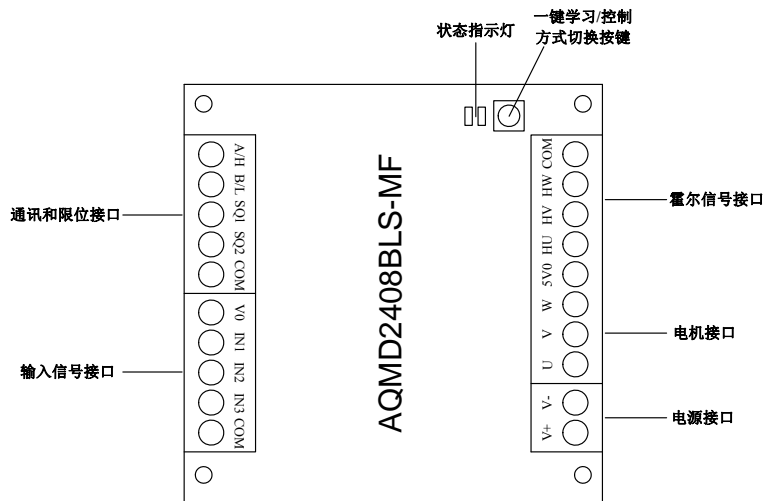 状态指示灯
一键学习/控制
方式切换按键
通讯和限位接口
A/H
B/L
SQ1
SQ2
COM
输入信号接口
V0
IN1
IN2
IN3
COM
AQMD2408BLS-MF
COM
HW
HV
HU
5V0
W
V
U
V-
V+
霍尔信号接口
电机接口
电源接口